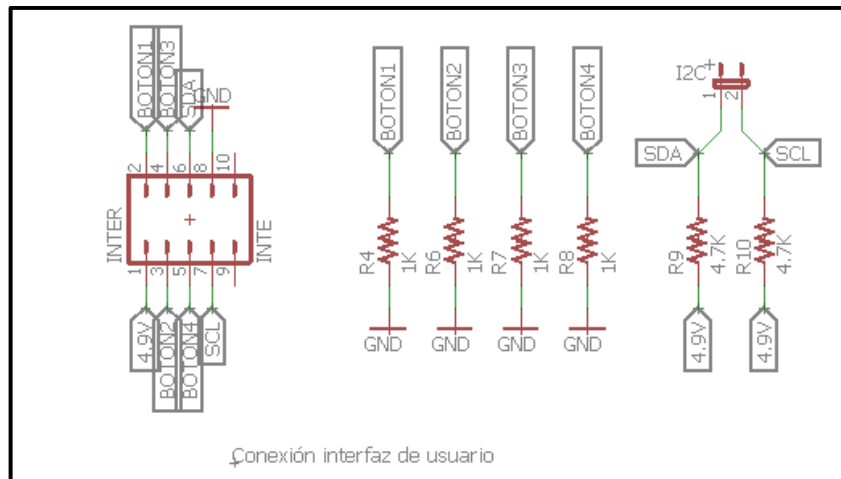 BOTON1
BOTON3
SDA
GND
2
4
6
8
10
INTER
INTE
1
3
5
7
9
4.9V
BOTON2
BOTON4
SCL
BOTON1
BOTON2
BOTON3
BOTON4
R4
1K
R6
1K
R7
1K
R8
1K
GND
GND
GND
GND
I2C
1
2
SDA
SCL
R9
4.7K
R10
4.7K
4.9V
4.9V
Conexión interfaz de usuario